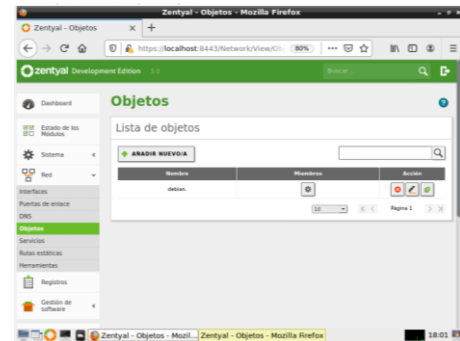 Zentyal - Objetos - Mozilla Firefox
Zentyal - Objetos
https://localhost:8443/Network/View/Ob
80%
zentyal Development Edition
Buscar...
Dashboard
Estado de los Módulos
Sistema
Red
Interfaces
Puertas de enlace
DNS
Objetos
Servicios
Rutas estáticas
Herramientas
Registros
Gestión de software
Objetos
Lista de objetos
AÑADIR NUEVO/A
Nombre Miembros Acción
debian
10 Página 1
Zentyal - Objetos - Mozil... Zentyal - Objetos - Mozilla Firefox 18:01